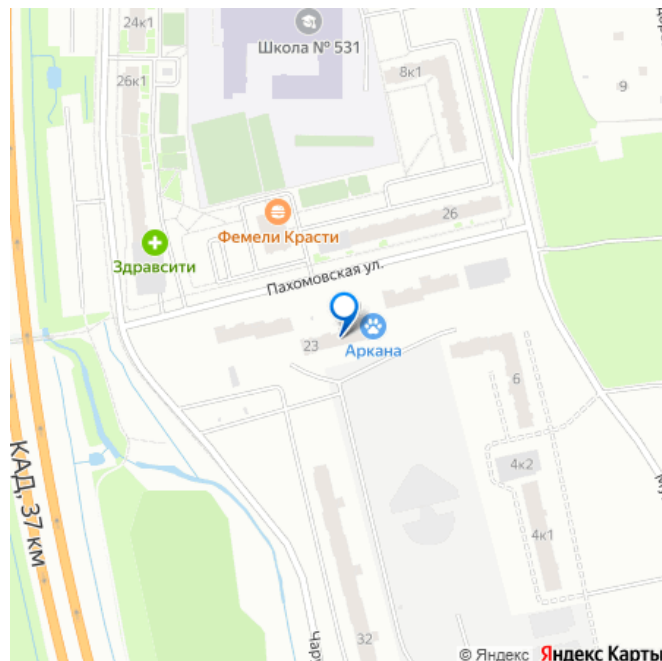 24к1
Школа № 531
26к1
8к1
9
26
Фемели Красти
Здравсити
Пахомовская ул.
23
Аркана
6
4к2
4к1
КАД, 37 км
32
© Яндекс Яндекс Карты